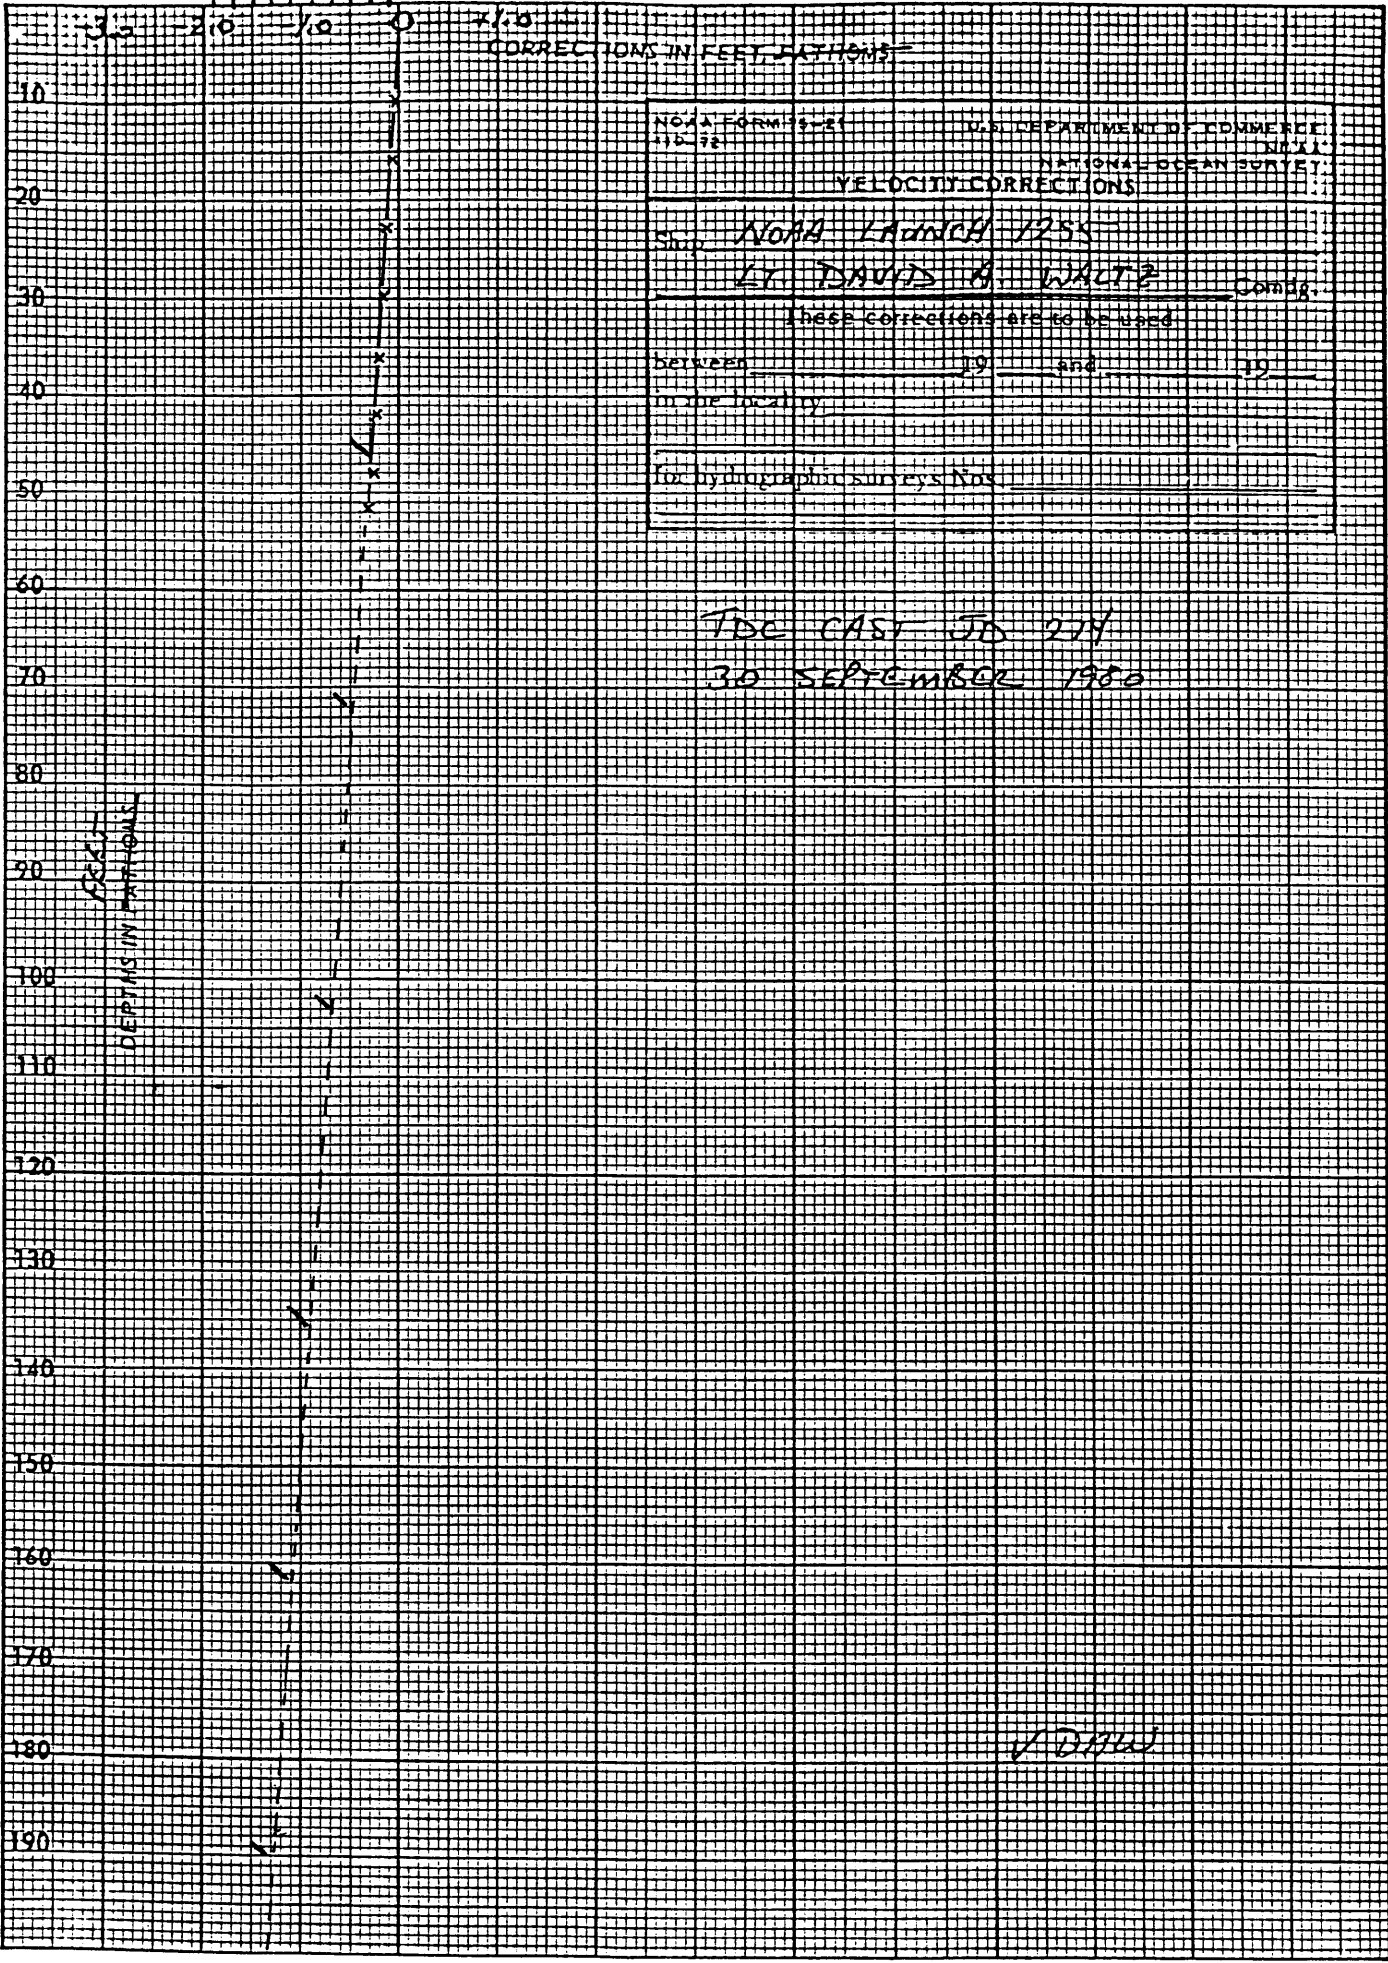 -3.0 -2.0 -1.0 0 +1.0
CORRECTIONS IN FEET, FATHOMS
10
20
30
40
50
60
70
80
90
100
110
120
130
140
150
160
170
180
190
FEET
DEPTHS IN FATHOMS
NOAA FORM 75-21
U.S. DEPARTMENT OF COMMERCE
NOAA
NATIONAL OCEAN SURVEY
VELOCITY CORRECTIONS
Ship NOAA LAUNCH 1255
LT. DAVID A. WALTZ Comdg.
These corrections are to be used
between 19 and 19
in the locality
for hydrographic surveys Nos.
TDC CAST JD 274
30 SEPTEMBER 1980
✓ DAW